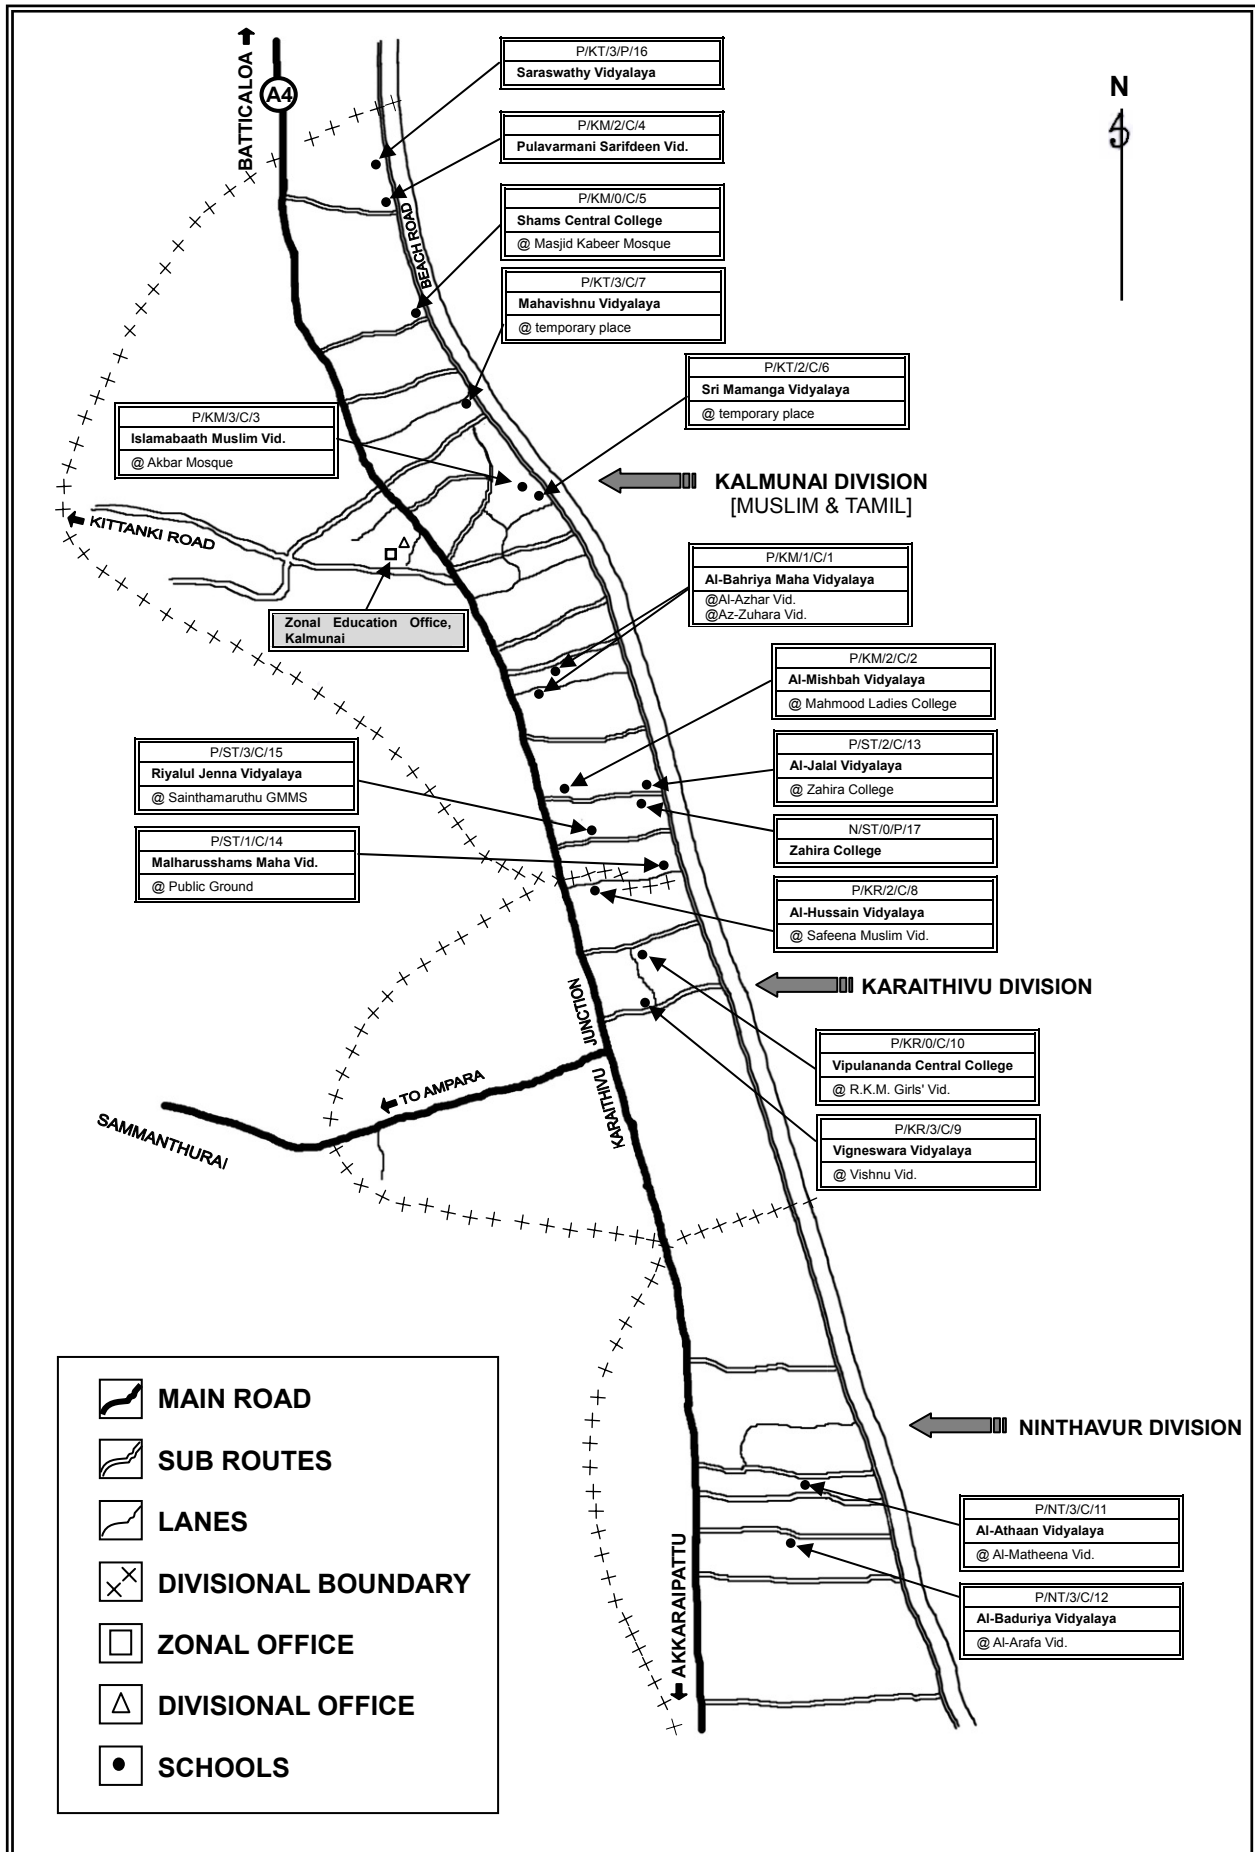 BATTICALOA
A4
P/KT/3/P/16
Saraswathy Vidyalaya
N
P/KM/2/C/4
Pulavarmani Sarifdeen Vid.
P/KM/0/C/5
Shams Central College
@ Masjid Kabeer Mosque
BEACH ROAD
P/KT/3/C/7
Mahavishnu Vidyalaya
@ temporary place
P/KT/2/C/6
Sri Mamanga Vidyalaya
@ temporary place
P/KM/3/C/3
Islamabaath Muslim Vid.
@ Akbar Mosque
KALMUNAI DIVISION
[MUSLIM & TAMIL]
KITTANKI ROAD
P/KM/1/C/1
Al-Bahriya Maha Vidyalaya
@Al-Azhar Vid.
@Az-Zuhara Vid.
Zonal Education Office,
Kalmunai
P/KM/2/C/2
Al-Mishbah Vidyalaya
@ Mahmood Ladies College
P/ST/3/C/15
Riyalul Jenna Vidyalaya
@ Sainthamaruthu GMMS
P/ST/2/C/13
Al-Jalal Vidyalaya
@ Zahira College
P/ST/1/C/14
Malharusshams Maha Vid.
@ Public Ground
N/ST/0/P/17
Zahira College
P/KR/2/C/8
Al-Hussain Vidyalaya
@ Safeena Muslim Vid.
KARAITHIVU DIVISION
KARAITHIVU JUNCTION
P/KR/0/C/10
Vipulananda Central College
@ R.K.M. Girls' Vid.
TO AMPARA
SAMMANTHURAI
P/KR/3/C/9
Vigneswara Vidyalaya
@ Vishnu Vid.
MAIN ROAD
SUB ROUTES
LANES
DIVISIONAL BOUNDARY
ZONAL OFFICE
DIVISIONAL OFFICE
SCHOOLS
NINTHAVUR DIVISION
P/NT/3/C/11
Al-Athaan Vidyalaya
@ Al-Matheena Vid.
P/NT/3/C/12
Al-Baduriya Vidyalaya
@ Al-Arafa Vid.
AKKARAIPATTU